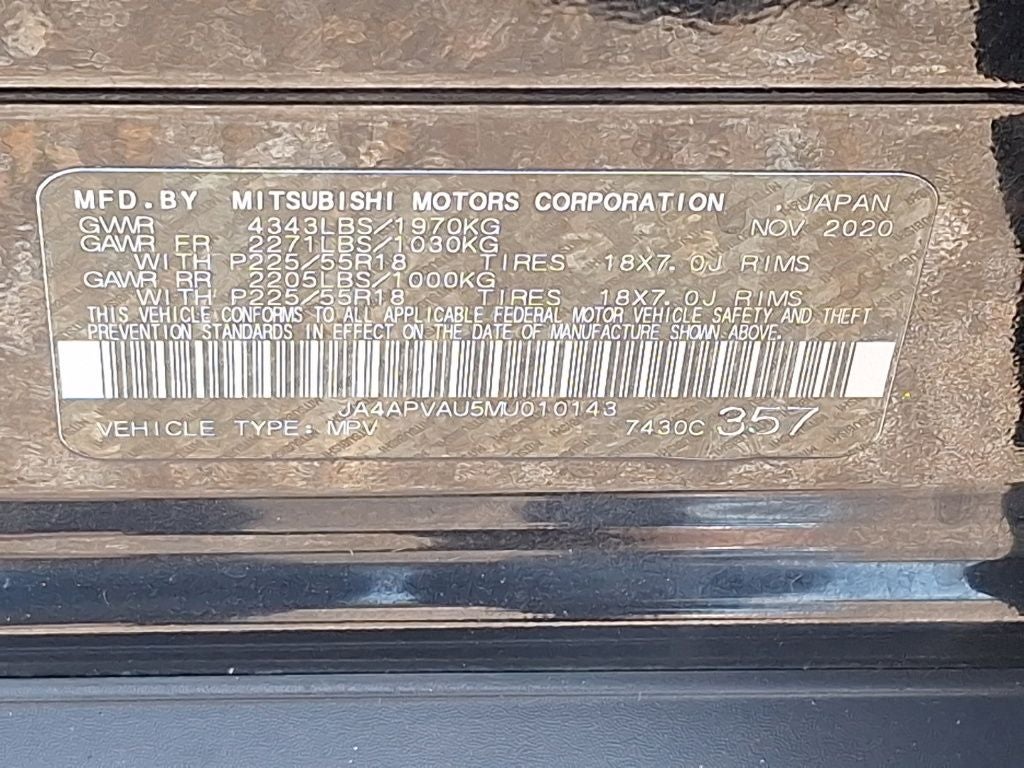 MFD.BY MITSUBISHI MOTORS CORPORATION , JAPAN
GVWR 4343LBS/1970KG NOV 2020
GAWR FR 2271LBS/1030KG
WITH P225/55R18 TIRES 18X7.0J RIMS
GAWR RR 2205LBS/1000KG
WITH P225/55R18 TIRES 18X7.0J RIMS
THIS VEHICLE CONFORMS TO ALL APPLICABLE FEDERAL MOTOR VEHICLE SAFETY AND THEFT
PREVENTION STANDARDS IN EFFECT ON THE DATE OF MANUFACTURE SHOWN ABOVE.
JA4APVAU5MU010143
VEHICLE TYPE: MPV 7430C 357